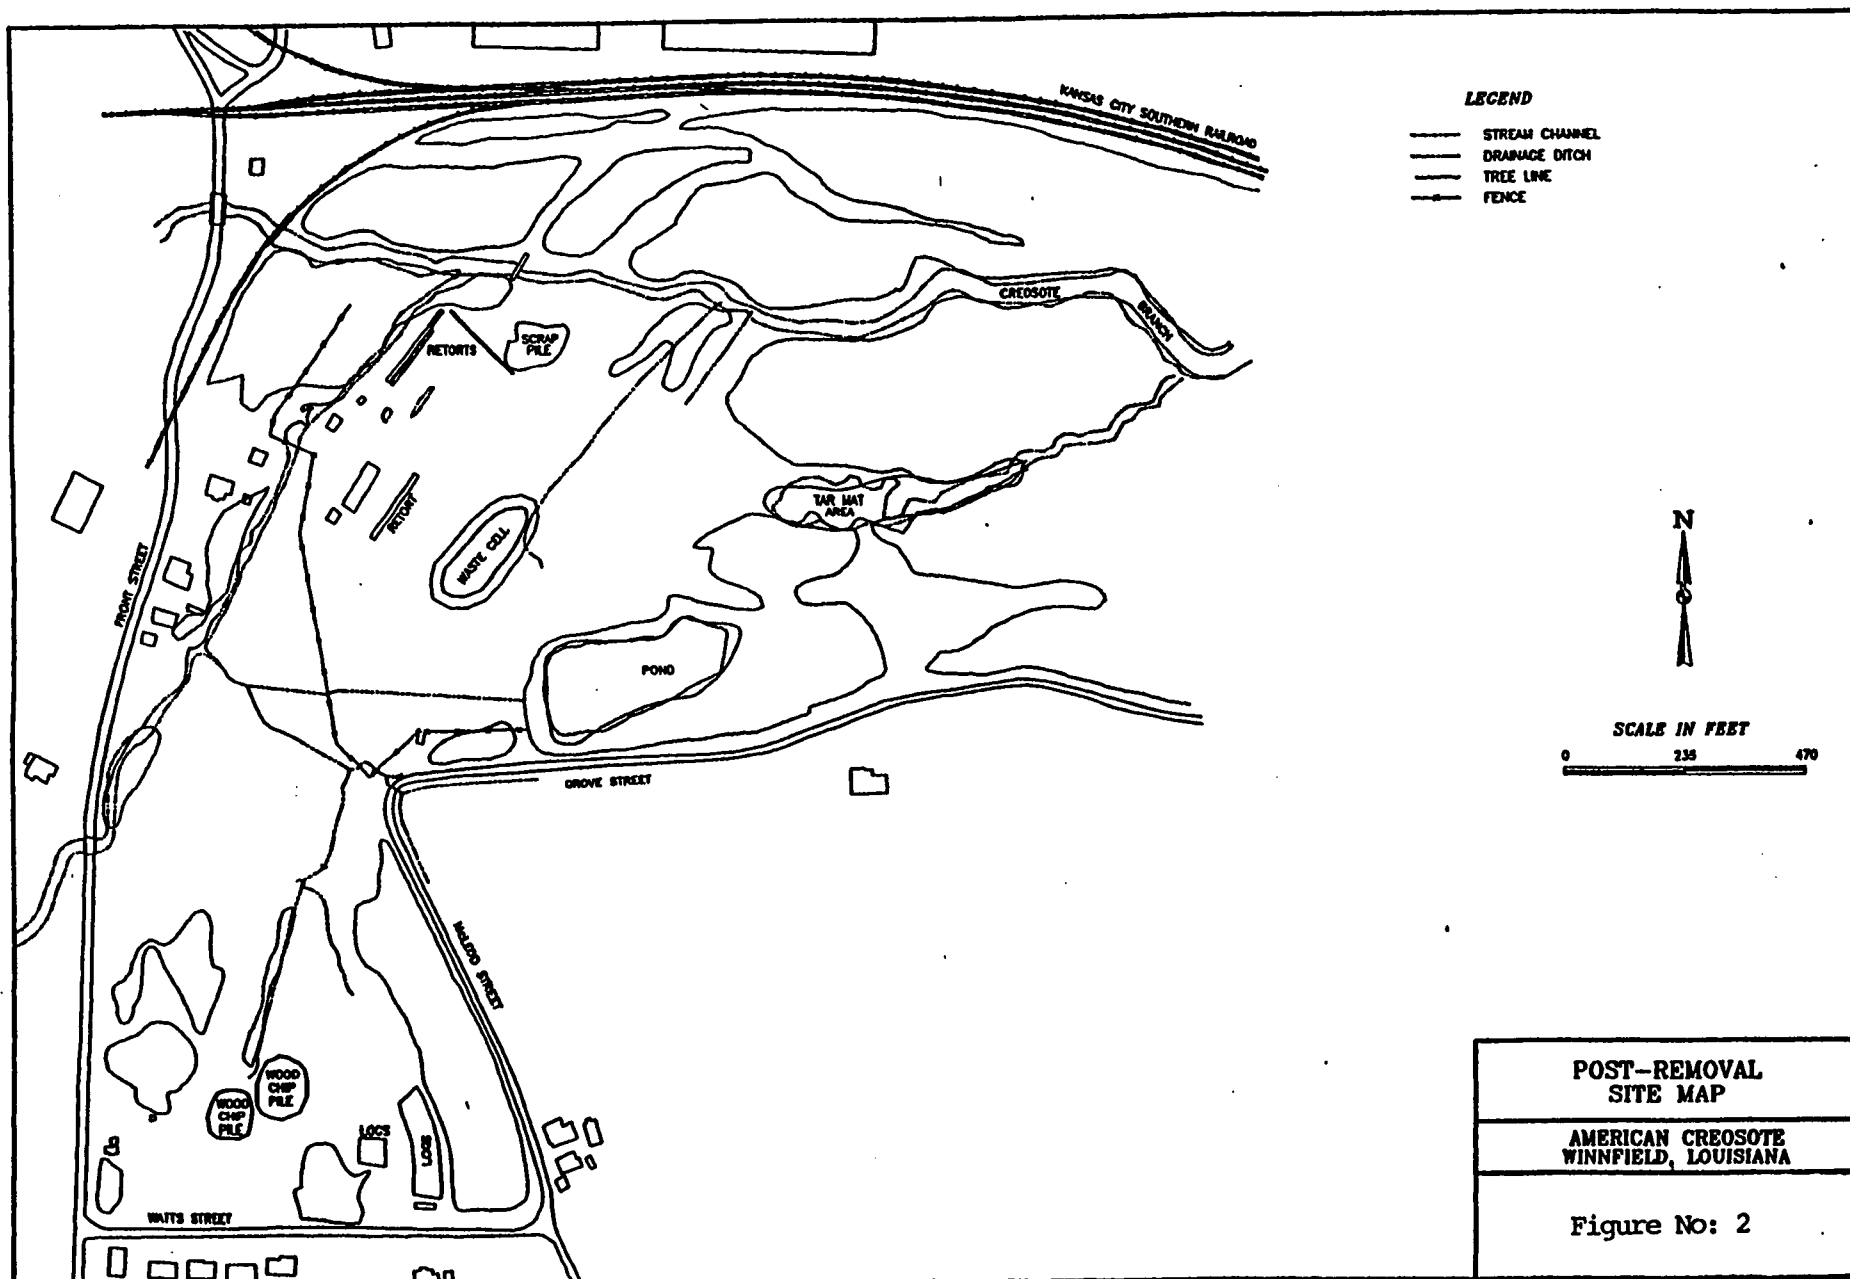 KANSAS CITY SOUTHERN RAILROAD
LEGEND
STREAM CHANNEL
DRAINAGE DITCH
TREE LINE
FENCE
CREOSOTE
BRANCH
RETORTS
SCRAP
PILE
RETORT
WASTE CELL
TAR MAT
AREA
N
FRONT STREET
POND
SCALE IN FEET
0 235 470
GROVE STREET
McLEOD STREET
WOOD
CHIP
PILE
WOOD
CHIP
PILE
LOGS
LOGS
WATTS STREET
POST-REMOVAL
SITE MAP
AMERICAN CREOSOTE
WINNFIELD, LOUISIANA
Figure No: 2